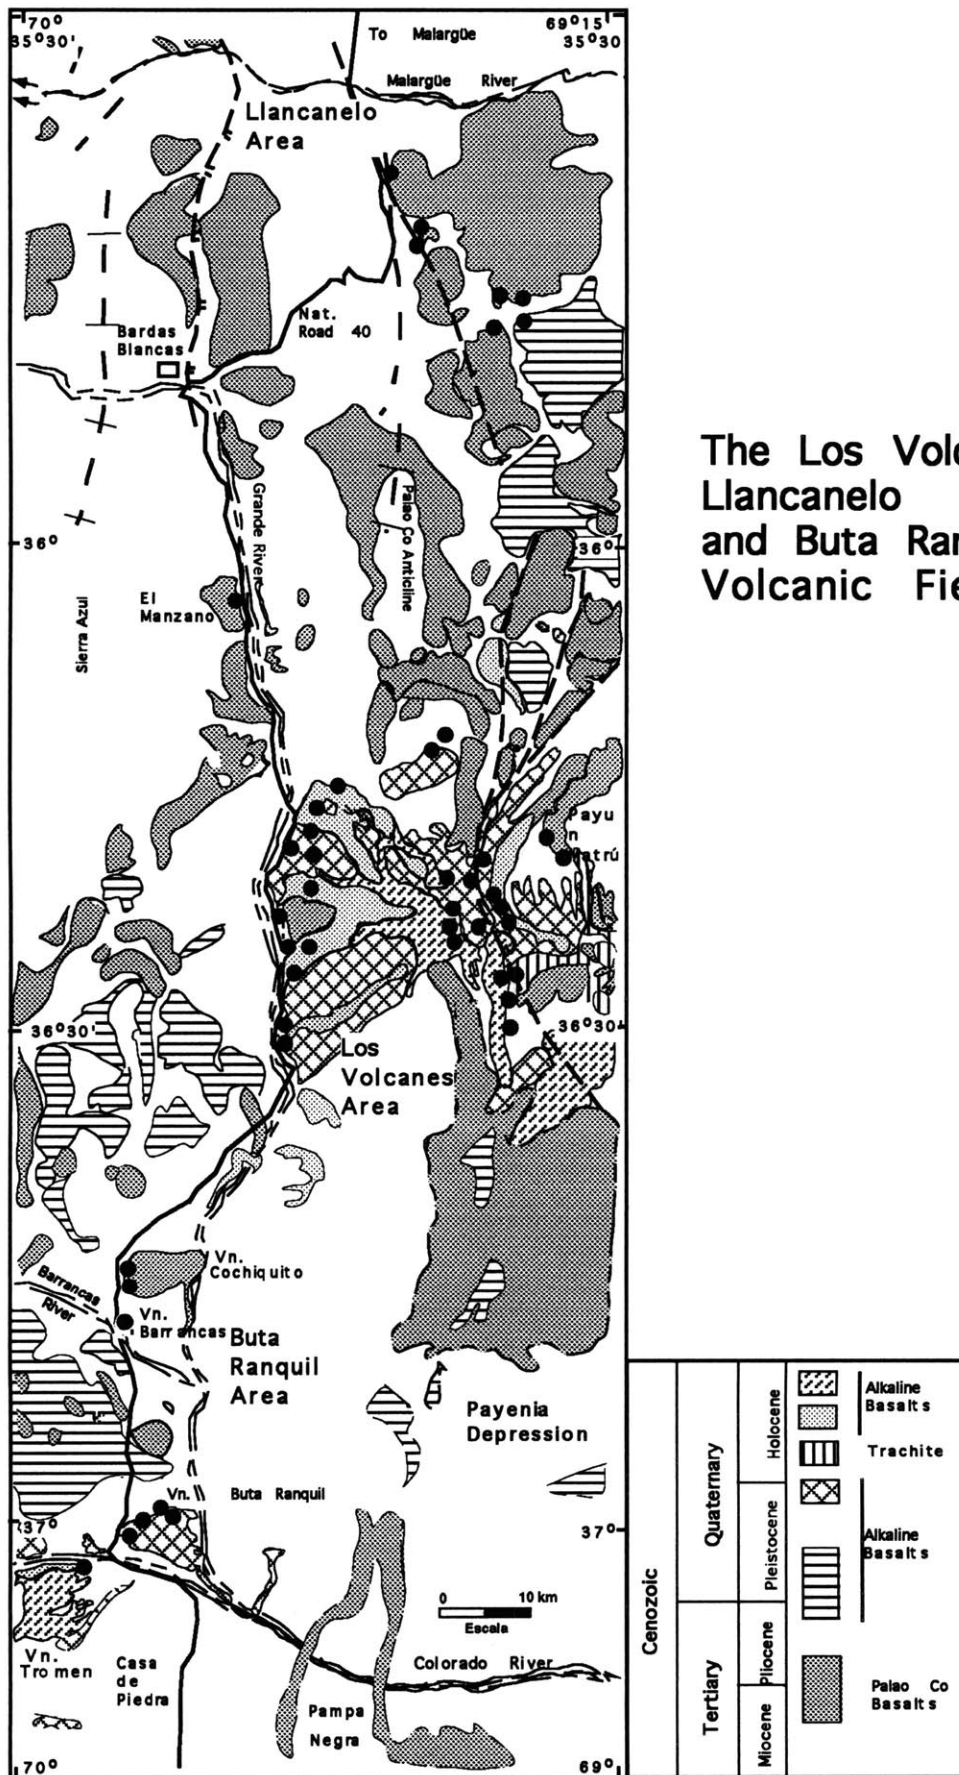 70°
69°15'
35°30'
35°30
To Malargüe
Malargüe River
Llancanelo
Area
Nat.
Road 40
Bardas
Blancas
Grande River
Palao Co Anticline
36°
36°
El
Manzano
Sierra Azul
Payu
n
atrú
36°30'
36°30
Los
Volcanes
Area
Vn.
Cochiquito
Barrancas
River
Vn.
Barrancas
Buta
Ranquil
Area
Payenia
Depression
Vn. Buta Ranquil
37°
37°
0 10 km
Escala
Vn.
Tromen
Casa
de
Piedra
Colorado River
Pampa
Negra
70°
69°
The Los Volc
Llancanelo
and Buta Ran
Volcanic Fie
Cenozoic
Quaternary
Tertiary
Holocene
Pleistocene
Pliocene
Miocene
Alkaline
Basalts
Trachite
Alkaline
Basalts
Palao Co
Basalts